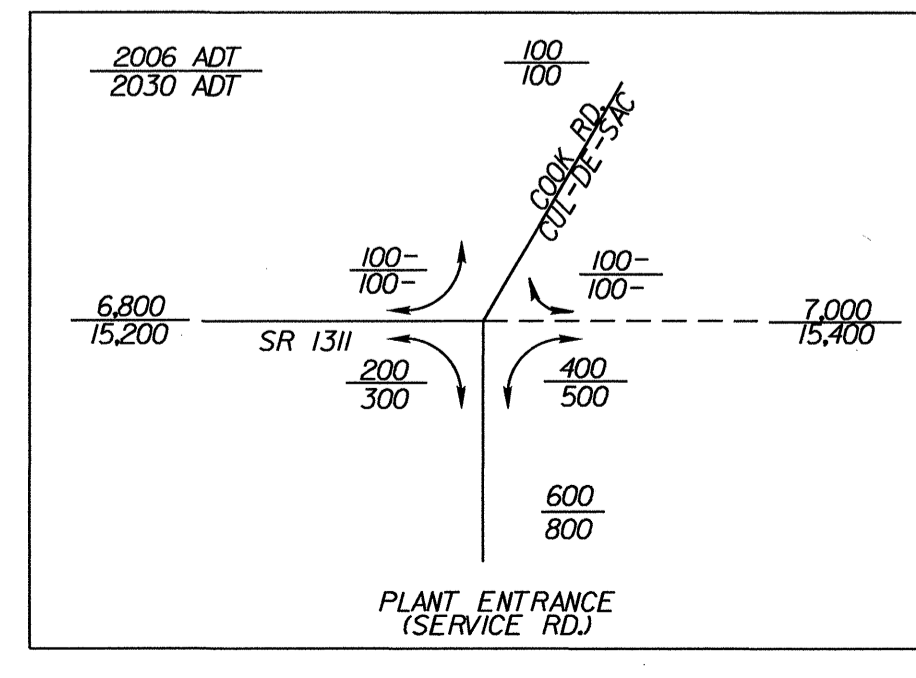 2006 ADT
2030 ADT
100
100
COOK RD.
CUL-DE-SAC
100-
100-
100-
100-
6,800
15,200
SR 1311
7,000
15,400
200
300
400
500
600
800
PLANT ENTRANCE
(SERVICE RD.)